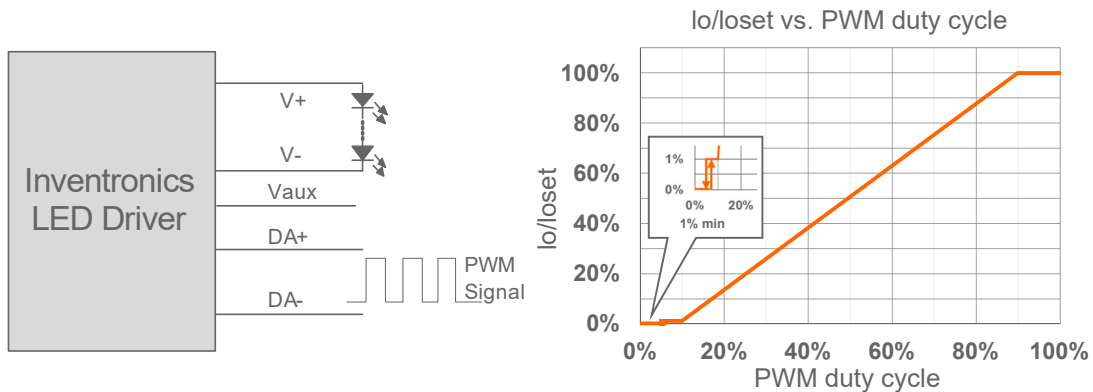 Inventronics
LED Driver
V+
V-
Vaux
DA+
DA-
PWM
Signal
Io/Ioset vs. PWM duty cycle
Io/Ioset
100%
80%
60%
40%
20%
0%
1%
0%
0%
20%
1% min
0%
20%
40%
60%
80%
100%
PWM duty cycle